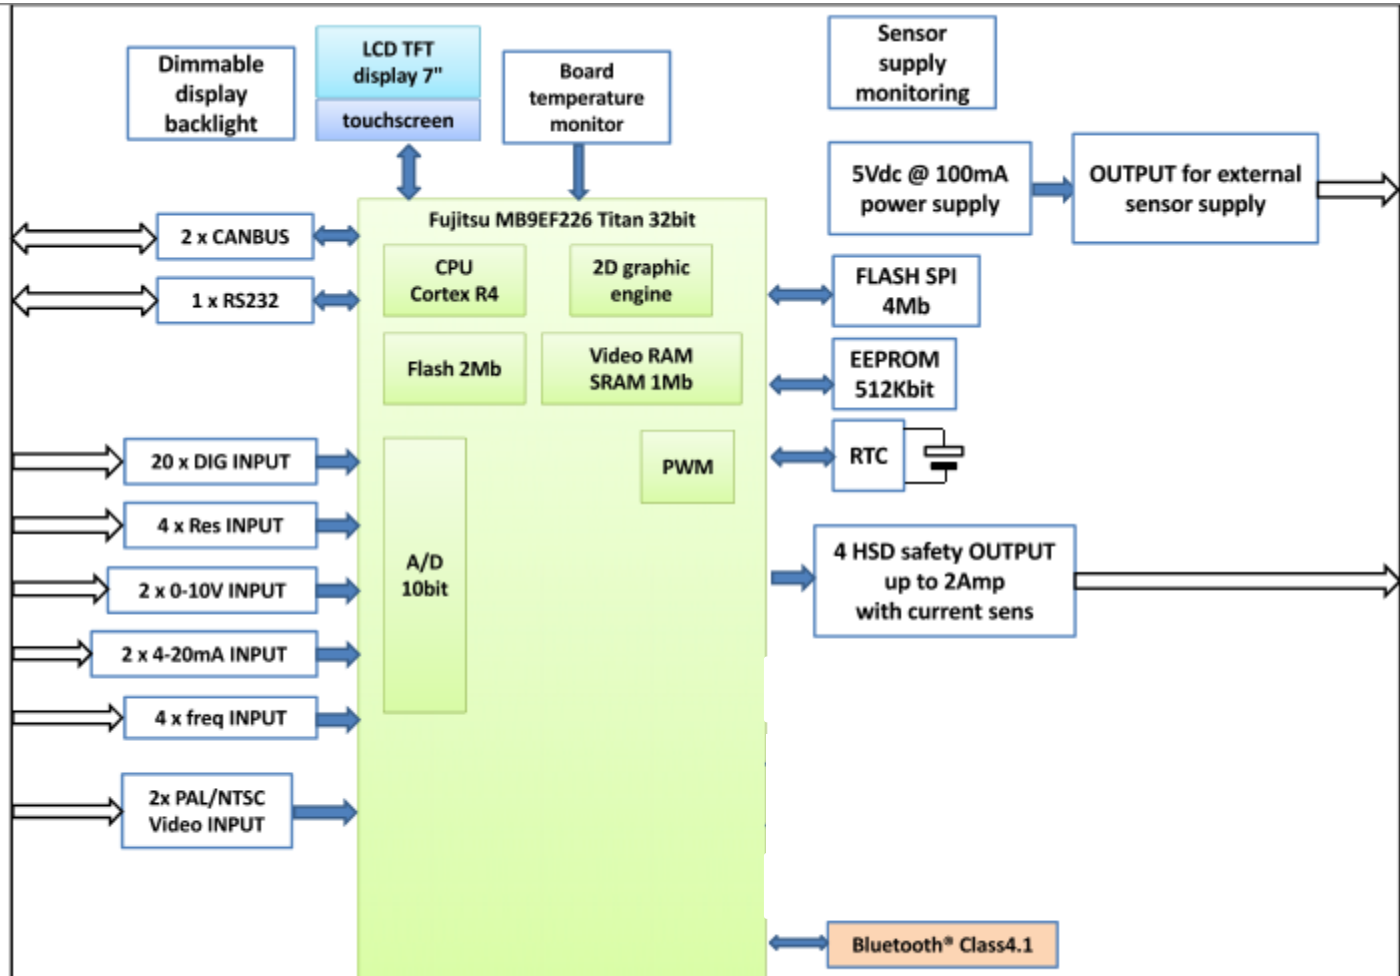 Dimmable
display
backlight
LCD TFT
display 7"
touchscreen
Board
temperature
monitor
Sensor
supply
monitoring
5Vdc @ 100mA
power supply
OUTPUT for external
sensor supply
Fujitsu MB9EF226 Titan 32bit
2 x CANBUS
1 x RS232
CPU
Cortex R4
2D graphic
engine
Flash 2Mb
Video RAM
SRAM 1Mb
FLASH SPI
4Mb
EEPROM
512Kbit
RTC
PWM
A/D
10bit
20 x DIG INPUT
4 x Res INPUT
2 x 0-10V INPUT
2 x 4-20mA INPUT
4 x freq INPUT
2x PAL/NTSC
Video INPUT
4 HSD safety OUTPUT
up to 2Amp
with current sens
Bluetooth® Class4.1